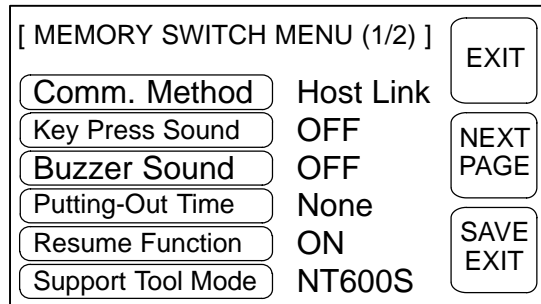 [ MEMORY SWITCH MENU (1/2) ]
EXIT
Comm. Method Host Link
Key Press Sound OFF
NEXT
PAGE
Buzzer Sound OFF
Putting-Out Time None
Resume Function ON
SAVE
EXIT
Support Tool Mode NT600S